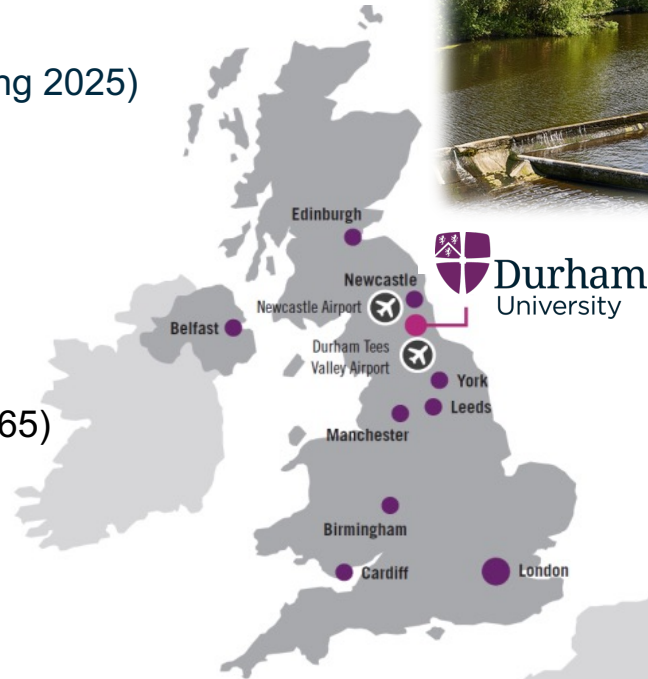 ng 2025)
Edinburgh
Durham
University
Newcastle
Newcastle Airport
Belfast
Durham Tees
Valley Airport
York
65)
Leeds
Manchester
Birmingham
Cardiff
London